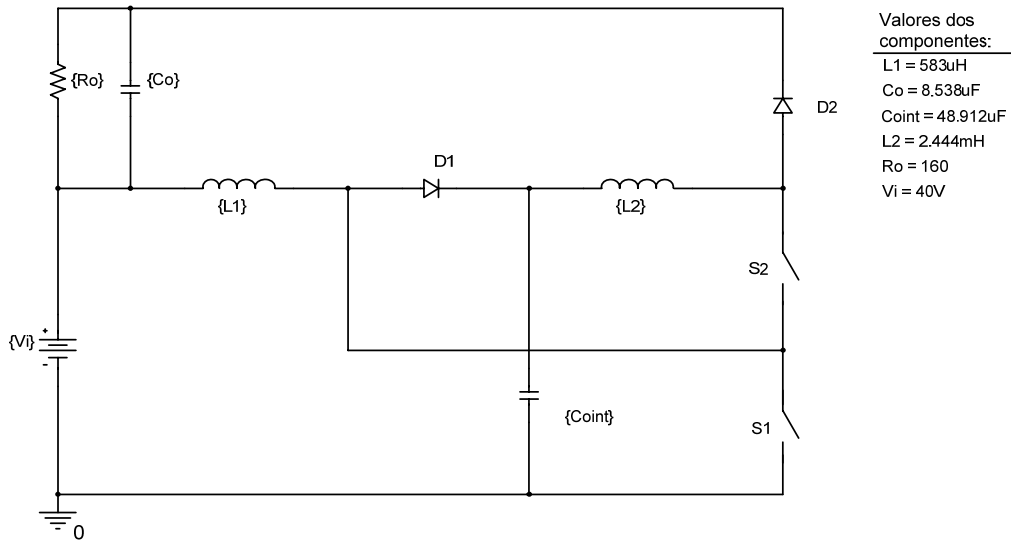 Valores dos
componentes:
L1 = 583uH
Co = 8.538uF
Coint = 48.912uF
L2 = 2.444mH
Ro = 160
Vi = 40V
{Ro}
{Co}
D2
D1
{L1}
{L2}
S2
{Vi}
+
-
{Coint}
S1
0